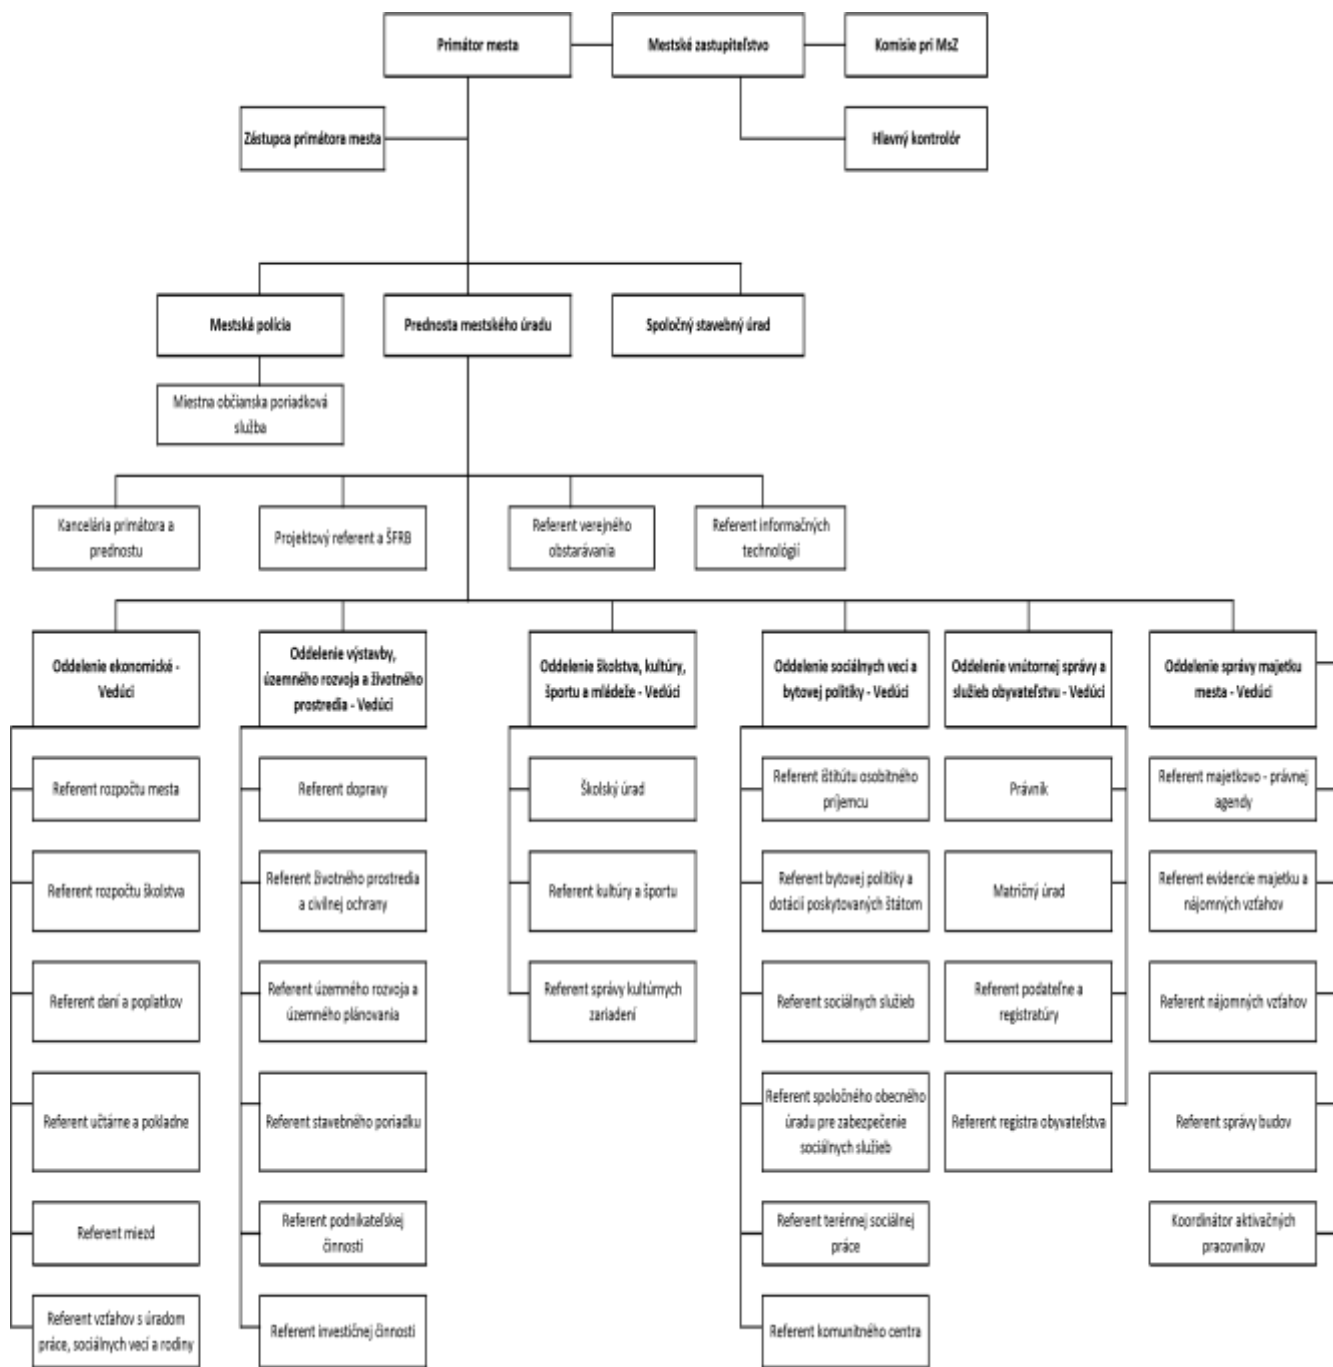 Primátor mesta
Mestské zastupiteľstvo
Komisie pri MsZ
Zástupca primátora mesta
Hlavný kontrolór
Mestská polícia
Prednosta mestského úradu
Spoločný stavebný úrad
Miestna občianska poriadková
služba
Kancelária primátora a
prednostu
Projektový referent a ŠFRB
Referent verejného
obstarávania
Referent informačných
technológií
Oddelenie ekonomické -
Vedúci
Oddelenie výstavby,
územného rozvoja a životného
prostredia - Vedúci
Oddelenie školstva, kultúry,
športu a mládeže - Vedúci
Oddelenie sociálnych vecí a
bytovej politiky - Vedúci
Oddelenie vnútornej správy a
služieb obyvateľstvu - Vedúci
Oddelenie správy majetku
mesta - Vedúci
Referent rozpočtu mesta
Referent dopravy
Školský úrad
Referent ištitútu osobitného
príjemcu
Právnik
Referent majetkovo - právnej
agendy
Referent rozpočtu školstva
Referent životného prostredia
a civilnej ochrany
Referent kultúry a športu
Referent bytovej politiky a
dotácií poskytovaných štátom
Matričný úrad
Referent evidencie majetku a
nájomných vzťahov
Referent daní a poplatkov
Referent územného rozvoja a
územného plánovania
Referent správy kultúrnych
zariadení
Referent sociálnych služieb
Referent podateľne a
registratúry
Referent nájomných vzťahov
Referent učtárne a pokladne
Referent stavebného poriadku
Referent spoločného obecného
úradu pre zabezpečenie
sociálnych služieb
Referent registra obyvateľstva
Referent správy budov
Referent miezd
Referent podnikateľskej
činnosti
Referent terénnej sociálnej
práce
Koordinátor aktivačných
pracovníkov
Referent vzťahov s úradom
práce, sociálnych vecí a rodiny
Referent investičnej činnosti
Referent komunitného centra